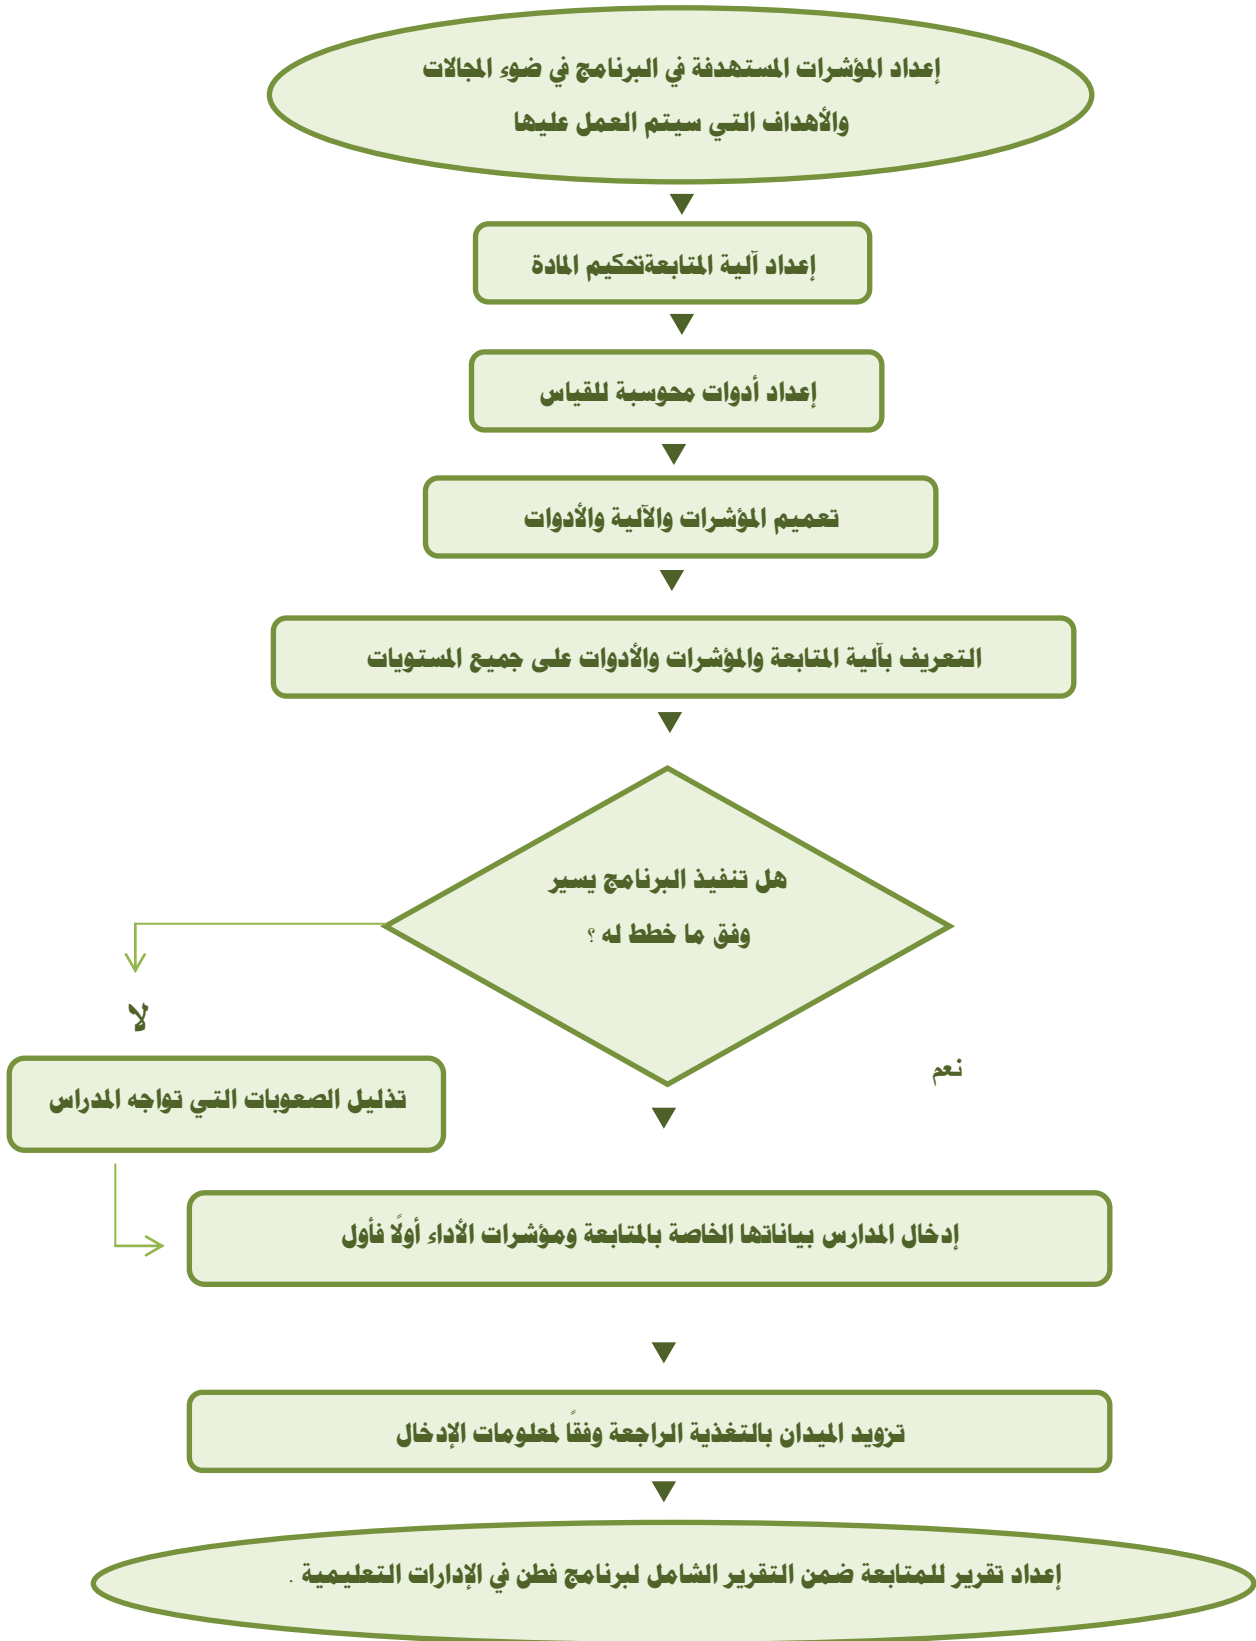 إعداد المؤشرات المستهدفة في البرنامج في ضوء المجالات
والأهداف التي سيتم العمل عليها
إعداد آلية المتابعةتحكيم المادة
إعداد أدوات محوسبة للقياس
تعميم المؤشرات والآلية والأدوات
التعريف بآلية المتابعة والمؤشرات والأدوات على جميع المستويات
هل تنفيذ البرنامج يسير
وفق ما خطط له ؟
لا
نعم
تذليل الصعوبات التي تواجه المدراس
إدخال المدارس بياناتها الخاصة بالمتابعة ومؤشرات الأداء أولًا فأول
تزويد الميدان بالتغذية الراجعة وفقًا لمعلومات الإدخال
إعداد تقرير للمتابعة ضمن التقرير الشامل لبرنامج فطن في الإدارات التعليمية .